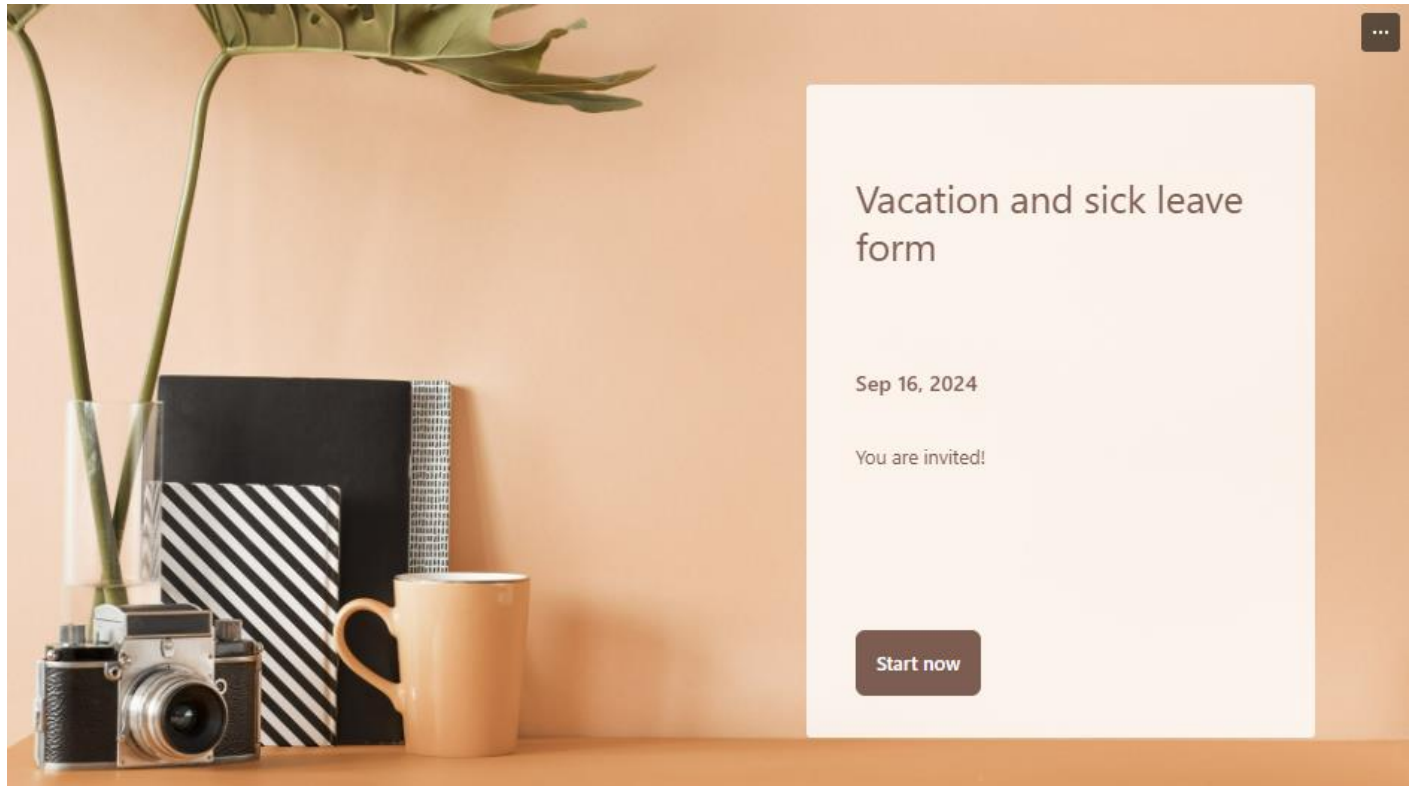 Vacation and sick leave
form
Sep 16, 2024
You are invited!
Start now